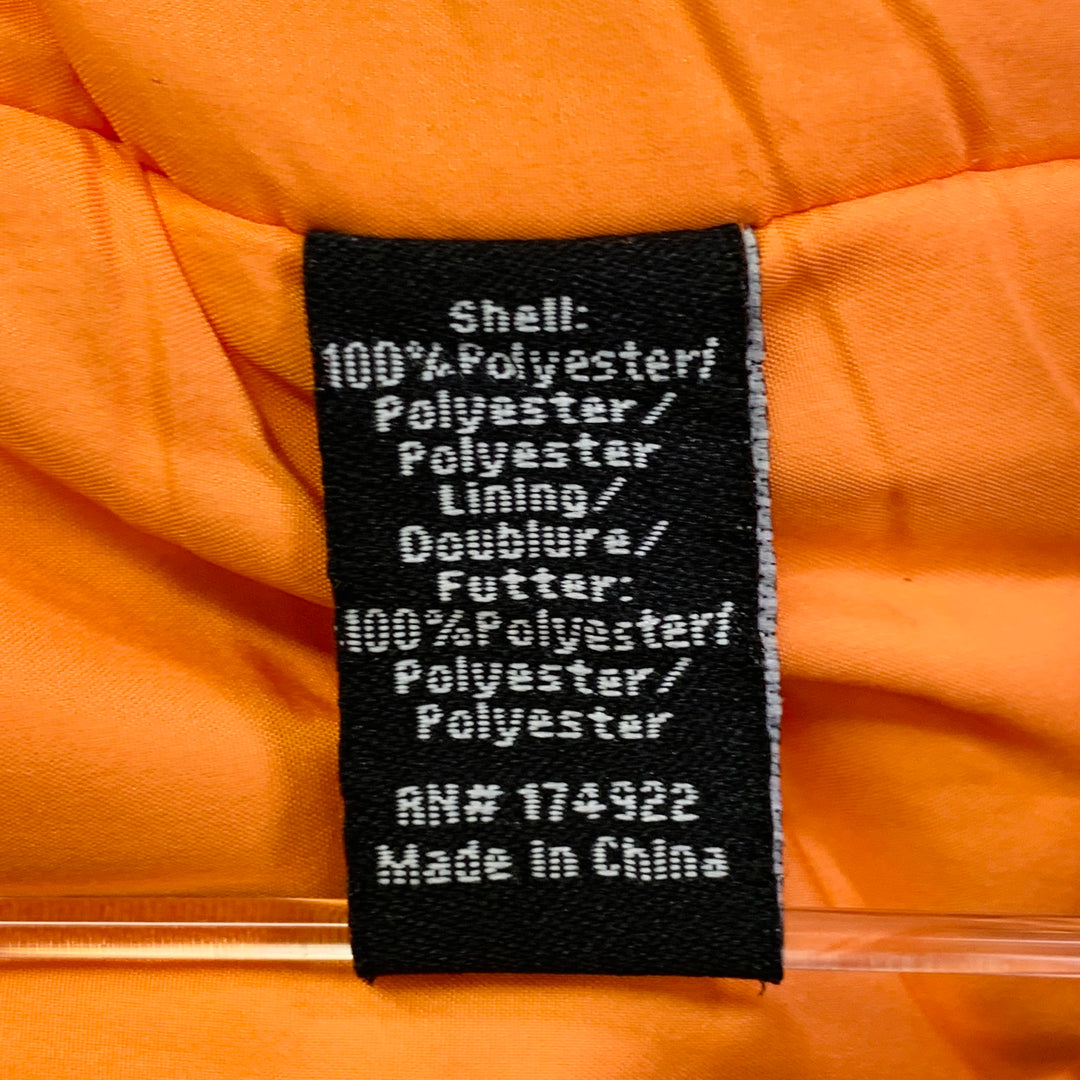 Shell:
100%Polyester/
Polyester/
Polyester
Lining/
Doublure/
Futter:
100%Polyester/
Polyester/
Polyester
RN# 174922
Made in China